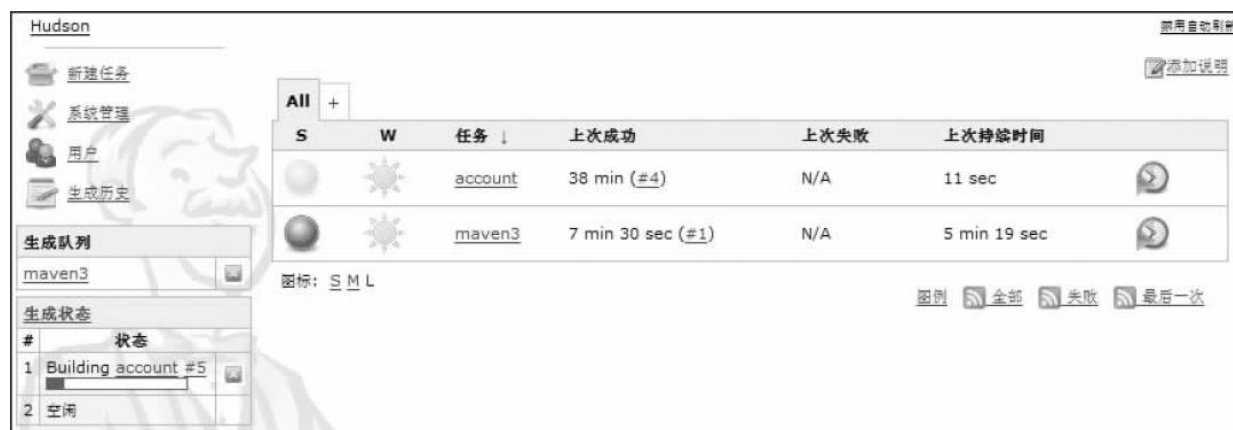 Hudson
禁用自动刷新
新建任务
添加说明
系统管理
用户
生成历史
All +
S W 任务 ↓ 上次成功 上次失败 上次持续时间
account 38 min (#4) N/A 11 sec
maven3 7 min 30 sec (#1) N/A 5 min 19 sec
图标: S M L
图例 全部 失败 最后一次
生成队列
maven3
生成状态
# 状态
1 Building account #5
2 空闲